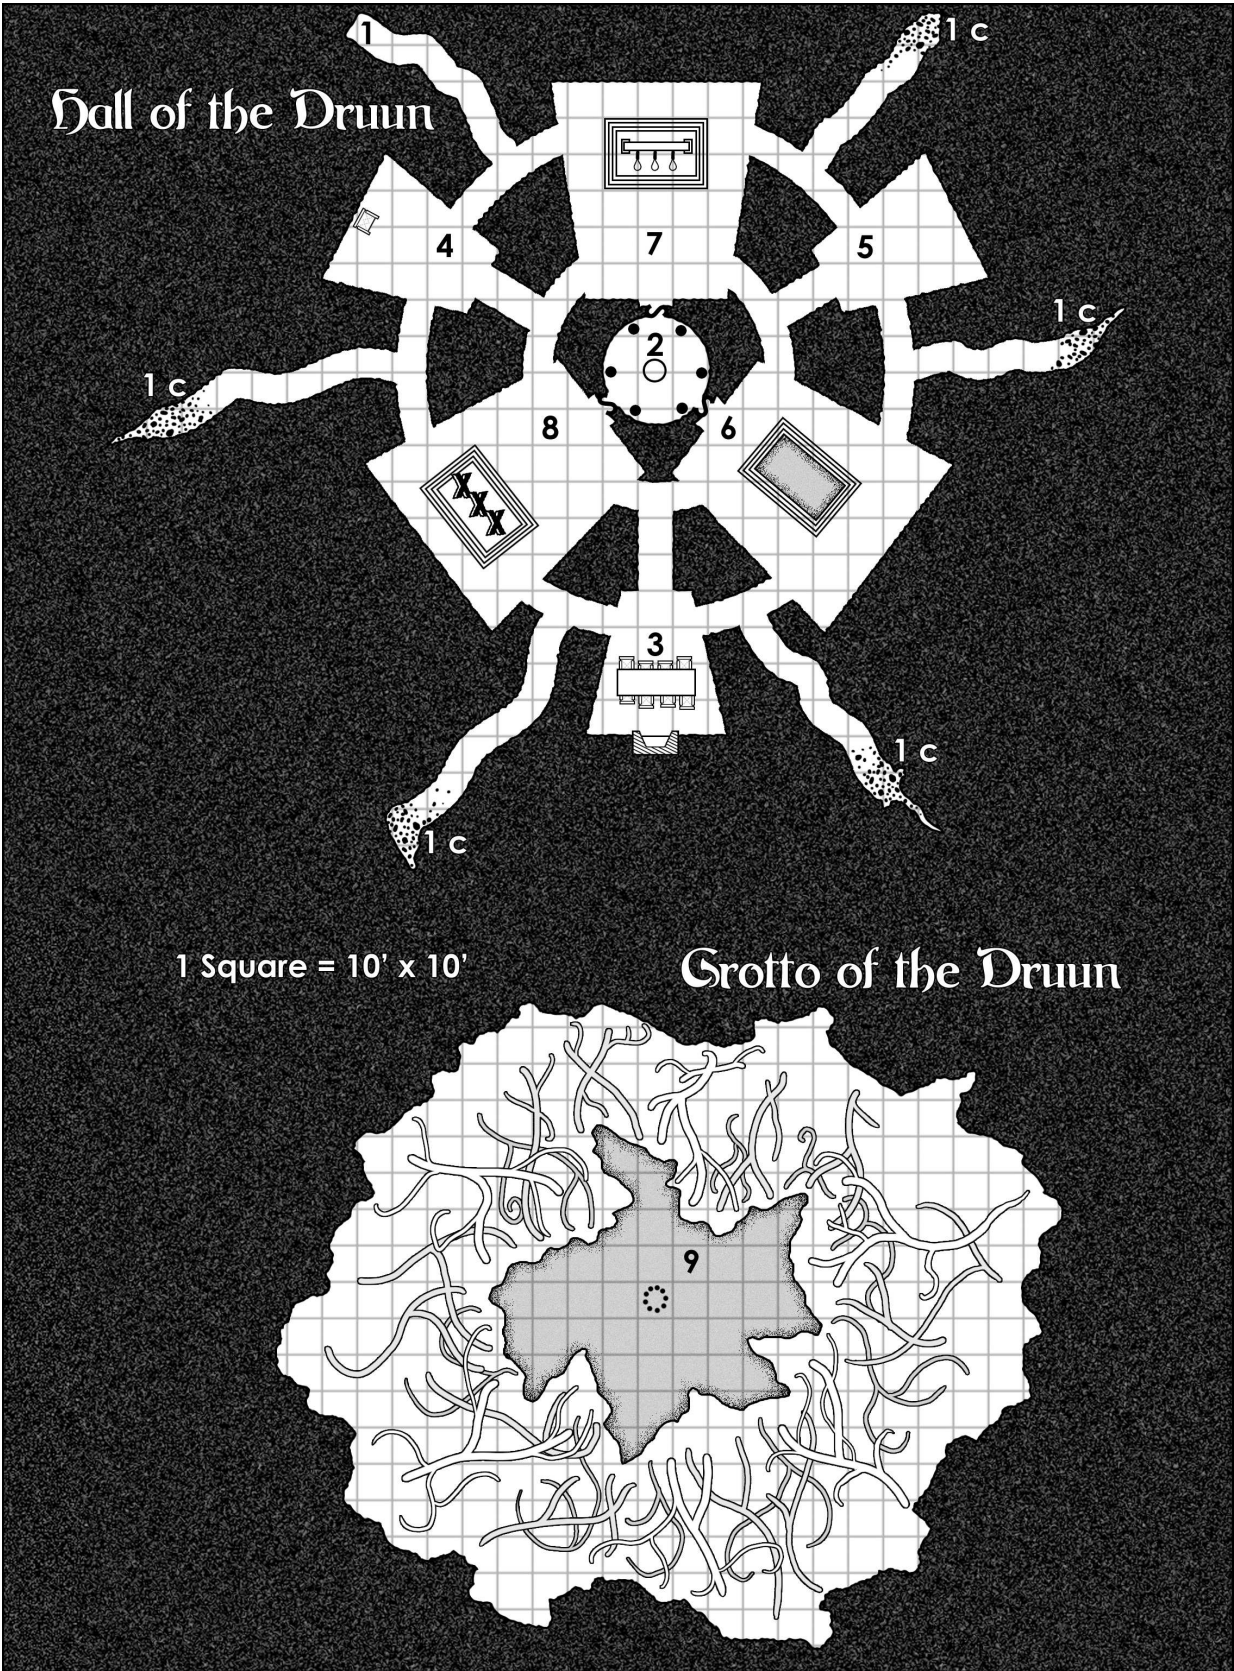 1
1 c
Hall of the Druun
4
7
5
1 c
2
1 c
8
6
3
1 c
1 c
1 Square = 10’ x 10’
Grotto of the Druun
9